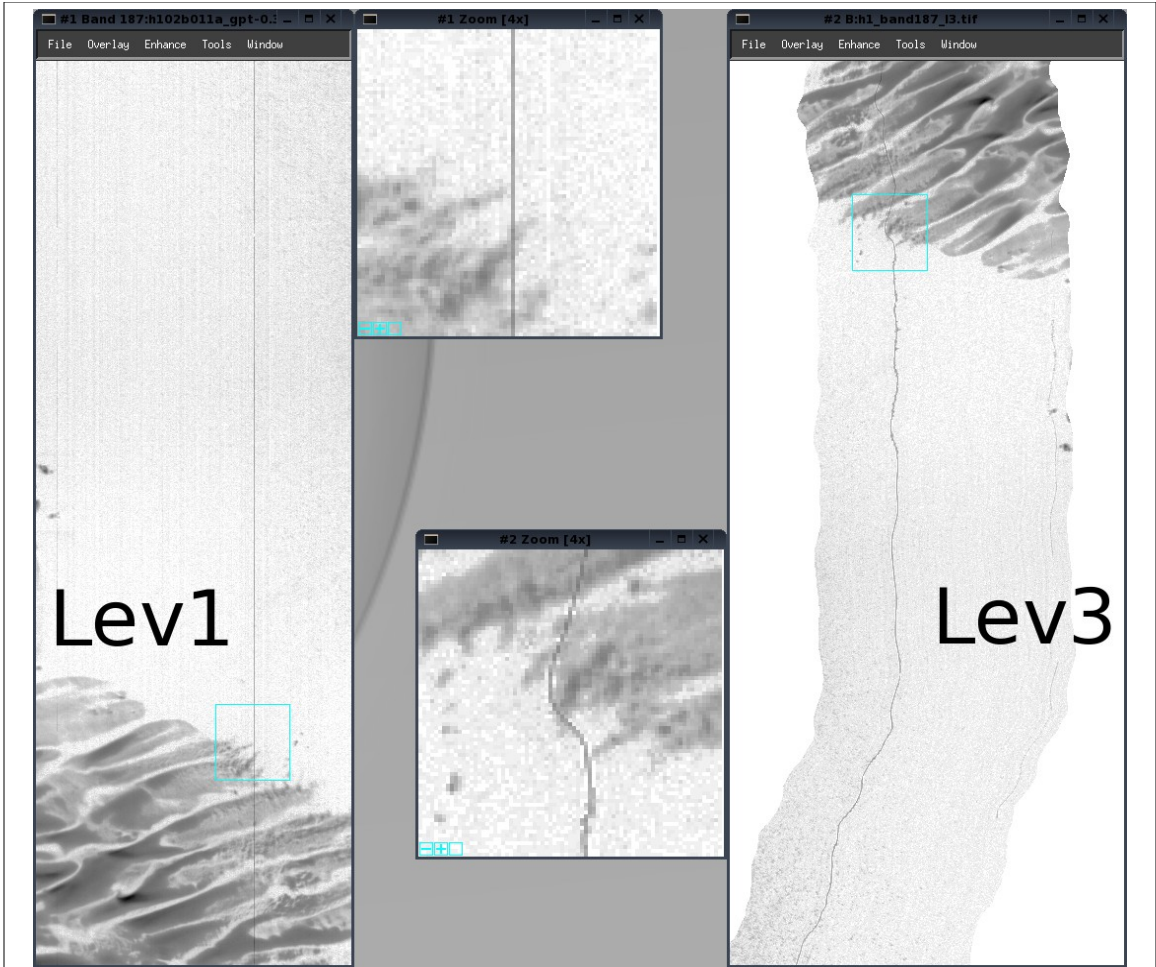 #1 Band 187:h102b011a_gpt-0.:
File Overlay Enhance Tools Window
Lev1
#1 Zoom [4x]
#2 Zoom [4x]
#2 B:h1_band187_l3.tif
File Overlay Enhance Tools Window
Lev3